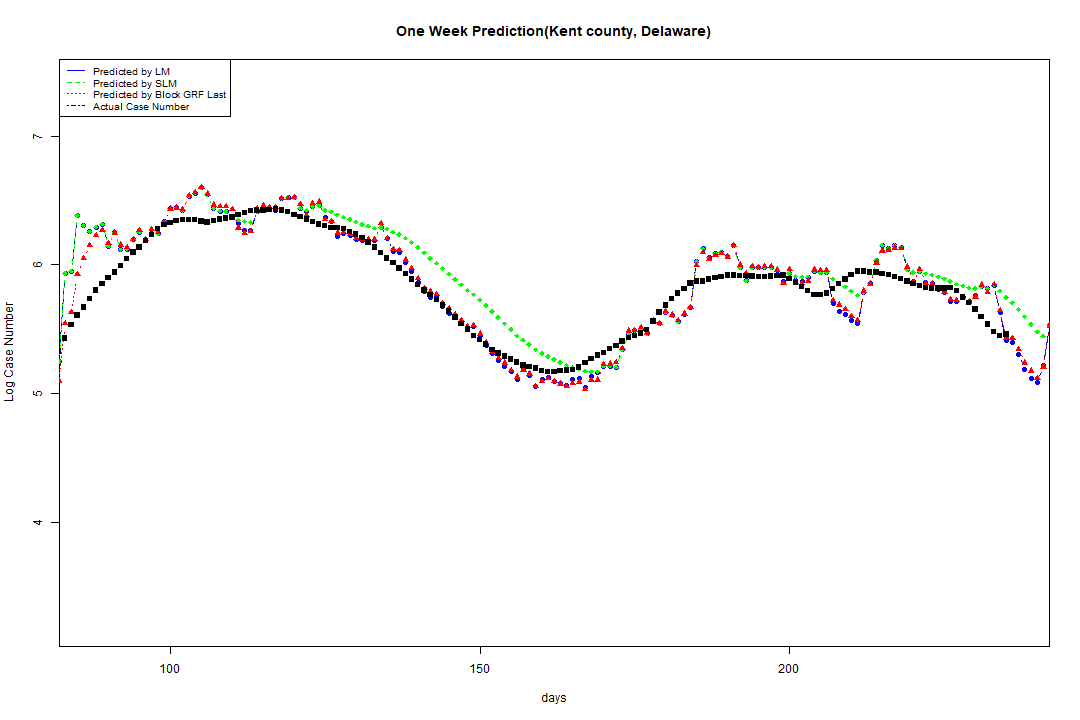 One Week Prediction(Kent county, Delaware)
Predicted by LM
Predicted by SLM
Predicted by Block GRF Last
Actual Case Number
7
6
5
4
Log Case Number
100
150
200
days